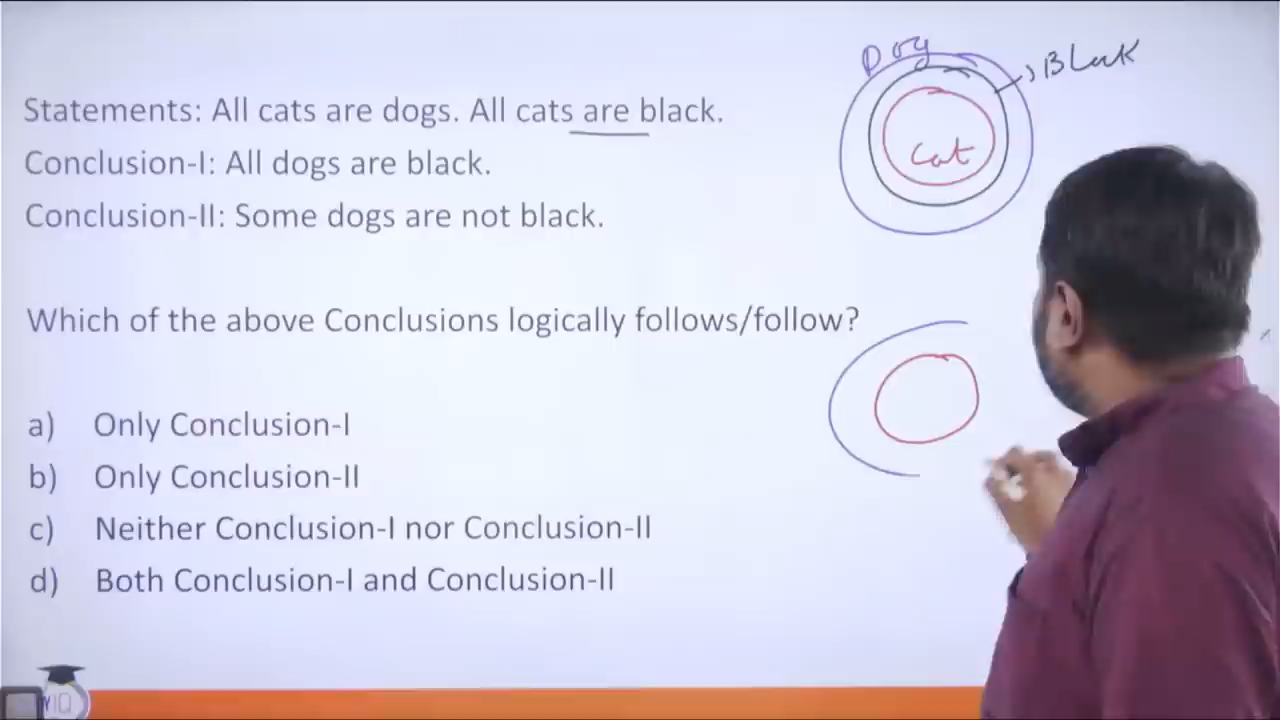 Dog
Black
Statements: All cats are dogs. All cats are black.
Cat
Conclusion-I: All dogs are black.
Conclusion-II: Some dogs are not black.
Which of the above Conclusions logically follows/follow?
a) Only Conclusion-I
b) Only Conclusion-II
c) Neither Conclusion-I nor Conclusion-II
d) Both Conclusion-I and Conclusion-II
IQ